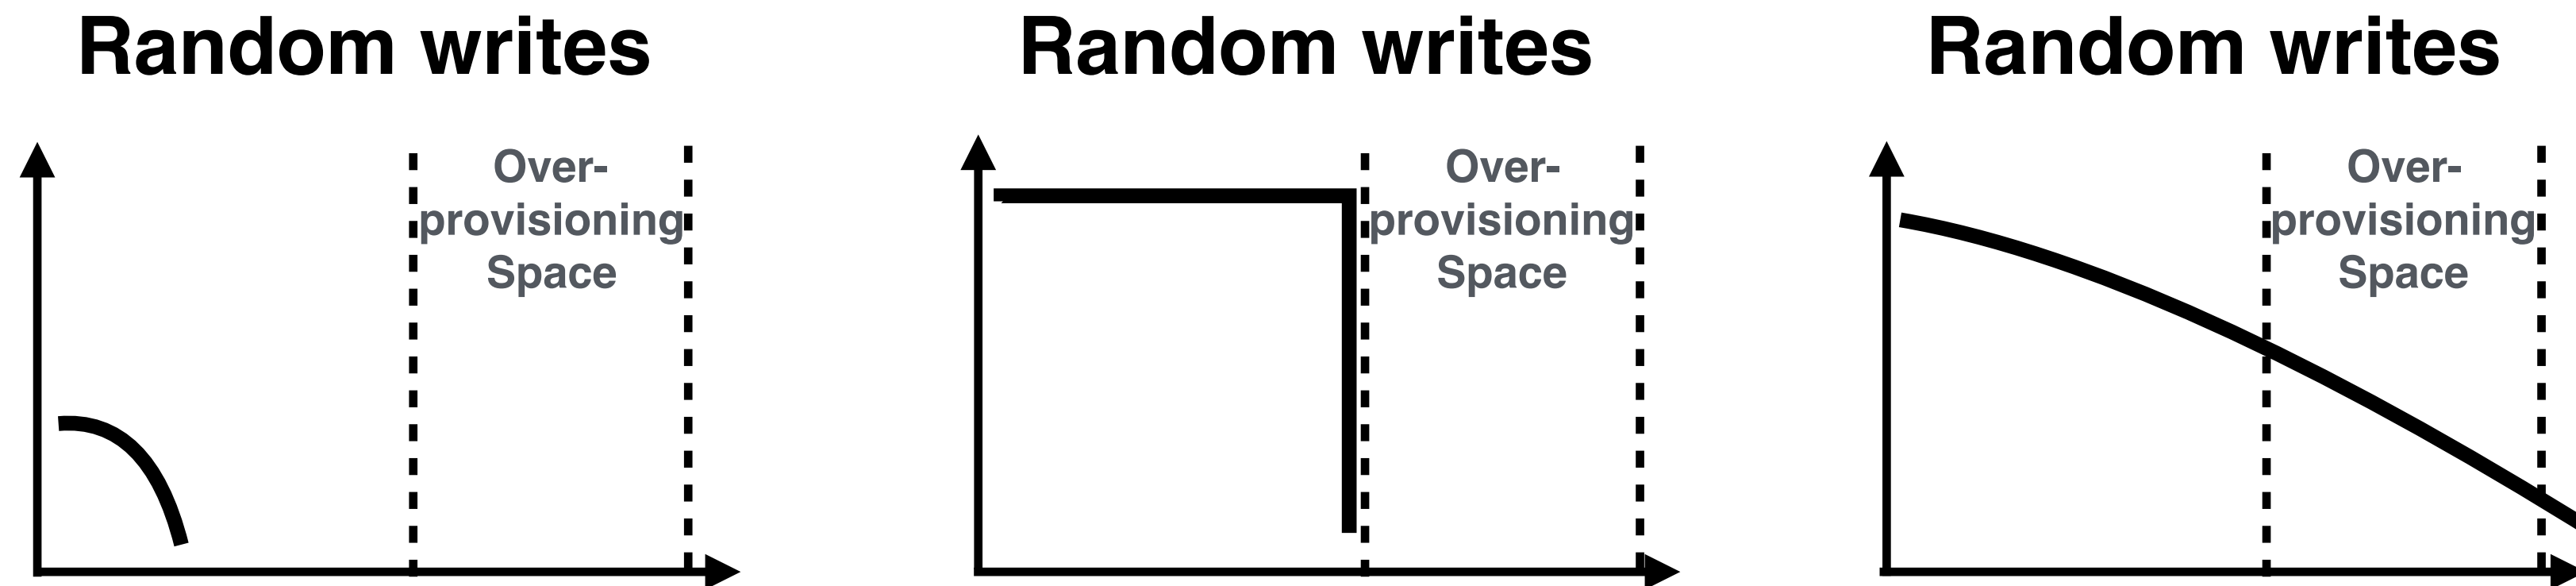 Random writes
Over-
provisioning
Space
Random writes
Over-
provisioning
Space
Random writes
Over-
provisioning
Space